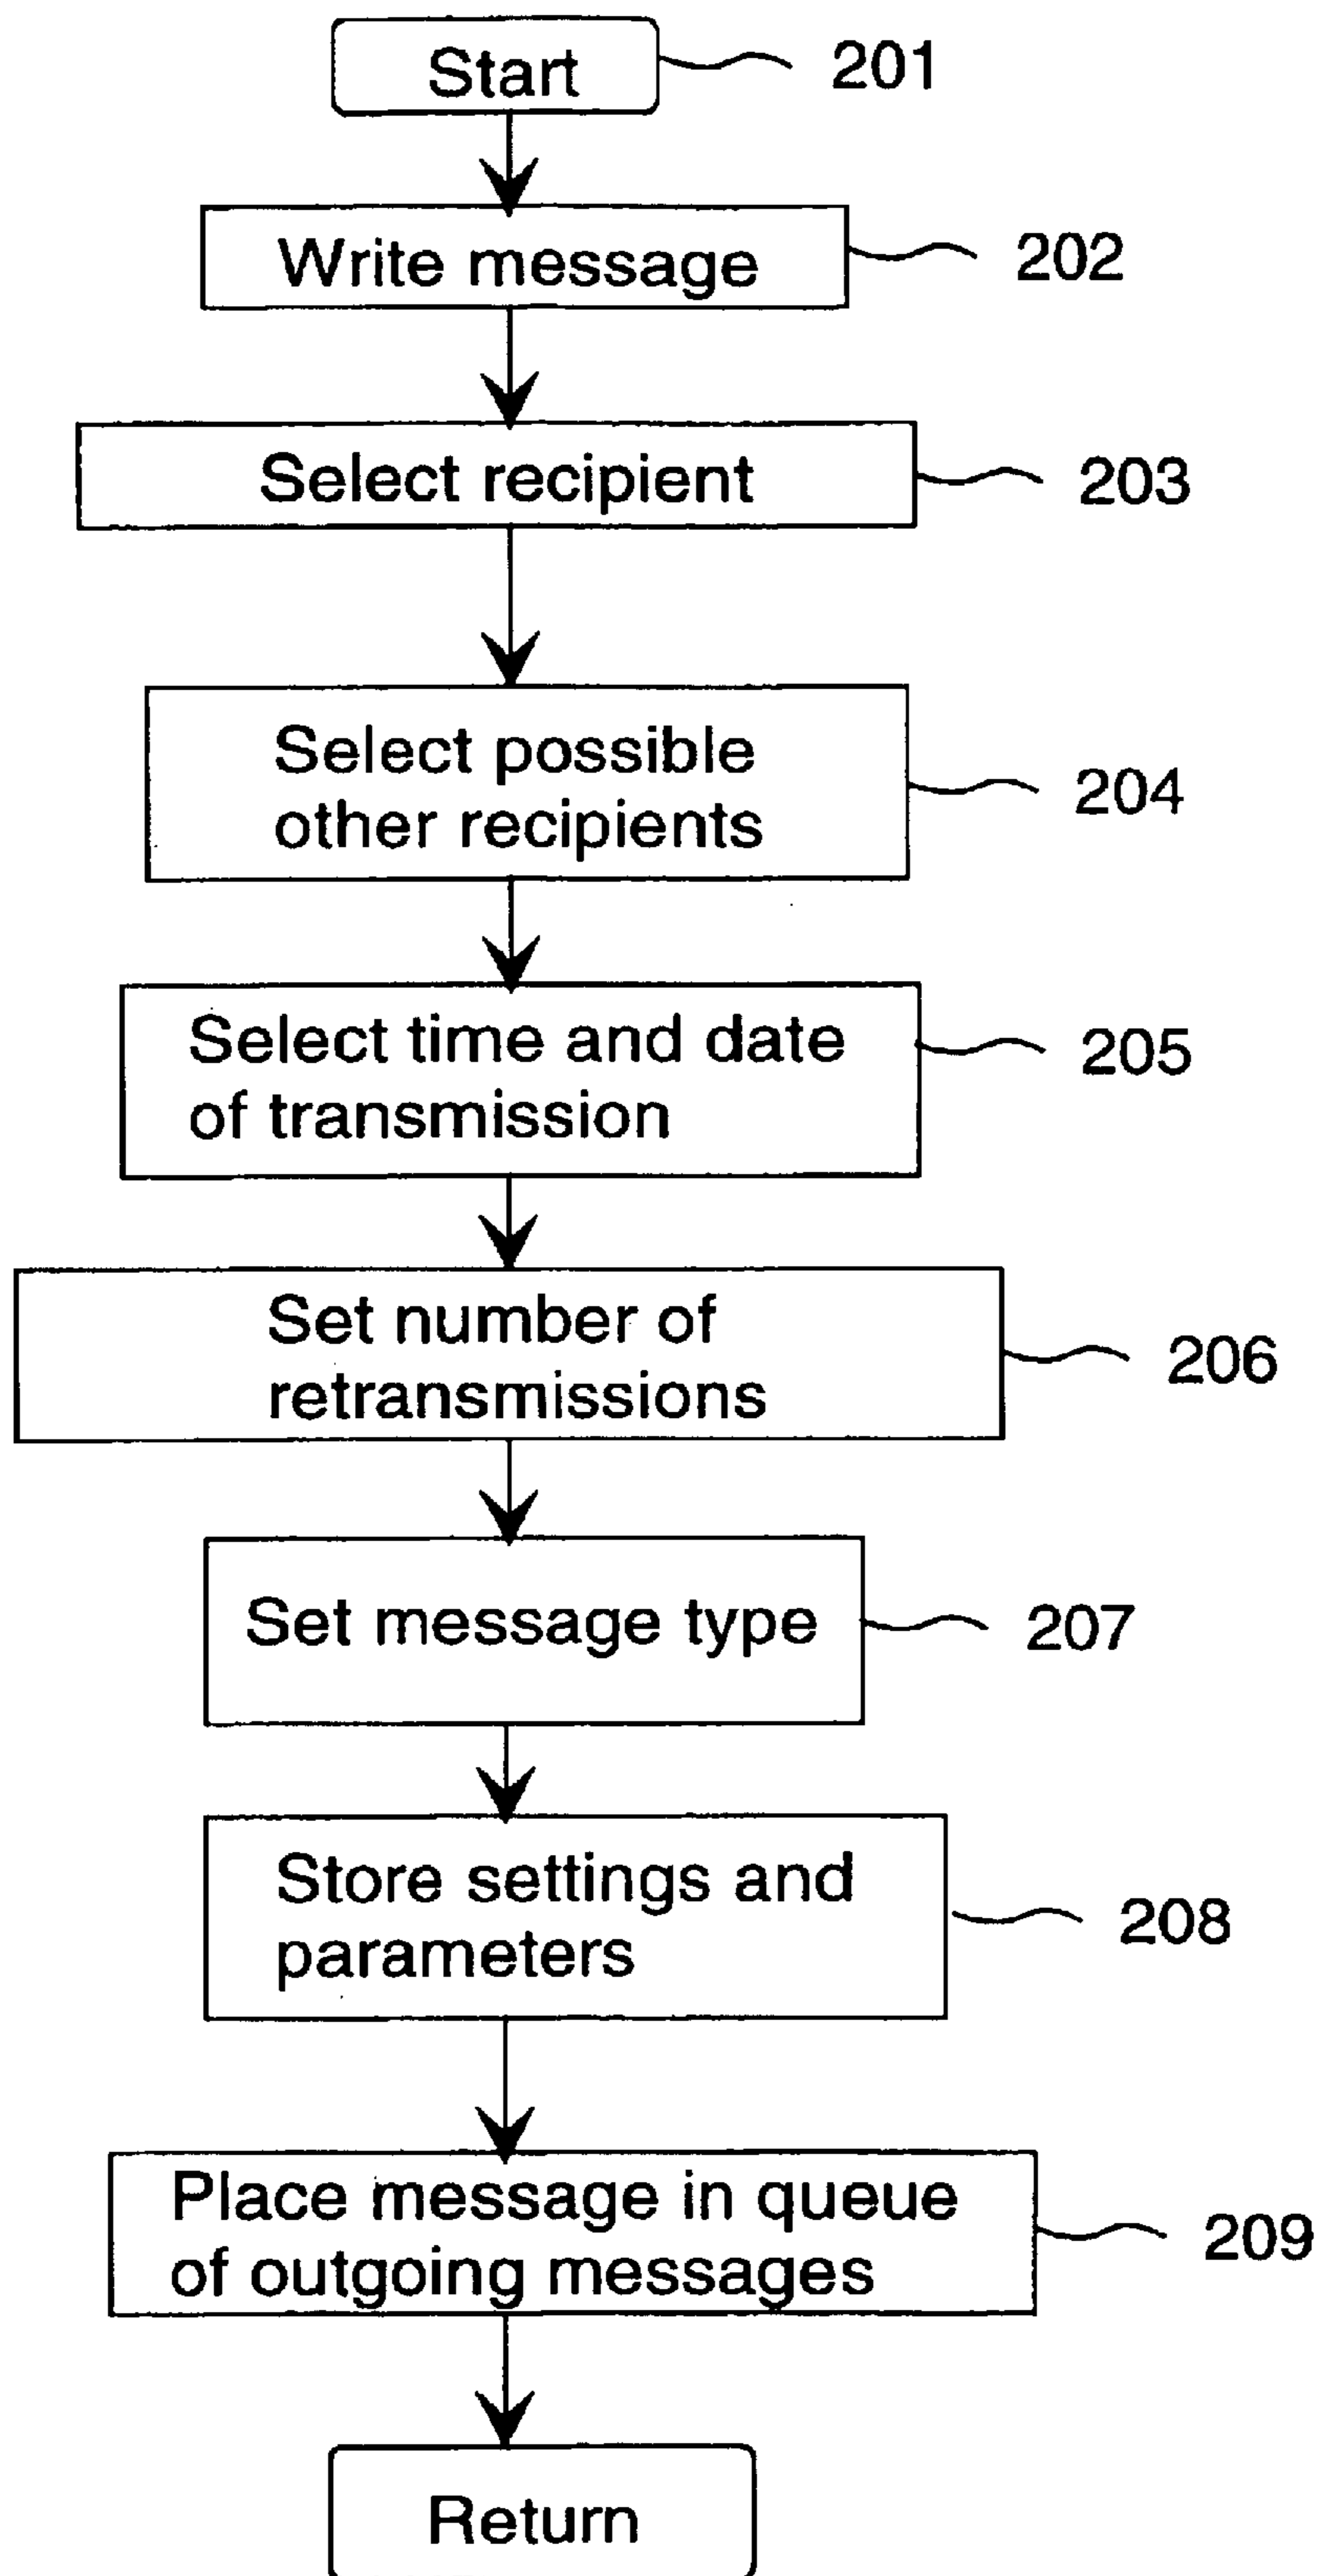 Start
201
Write message
202
Select recipient
203
Select possible
other recipients
204
Select time and date
of transmission
205
Set number of
retransmissions
206
Set message type
207
Store settings and
parameters
208
Place message in queue
of outgoing messages
209
Return